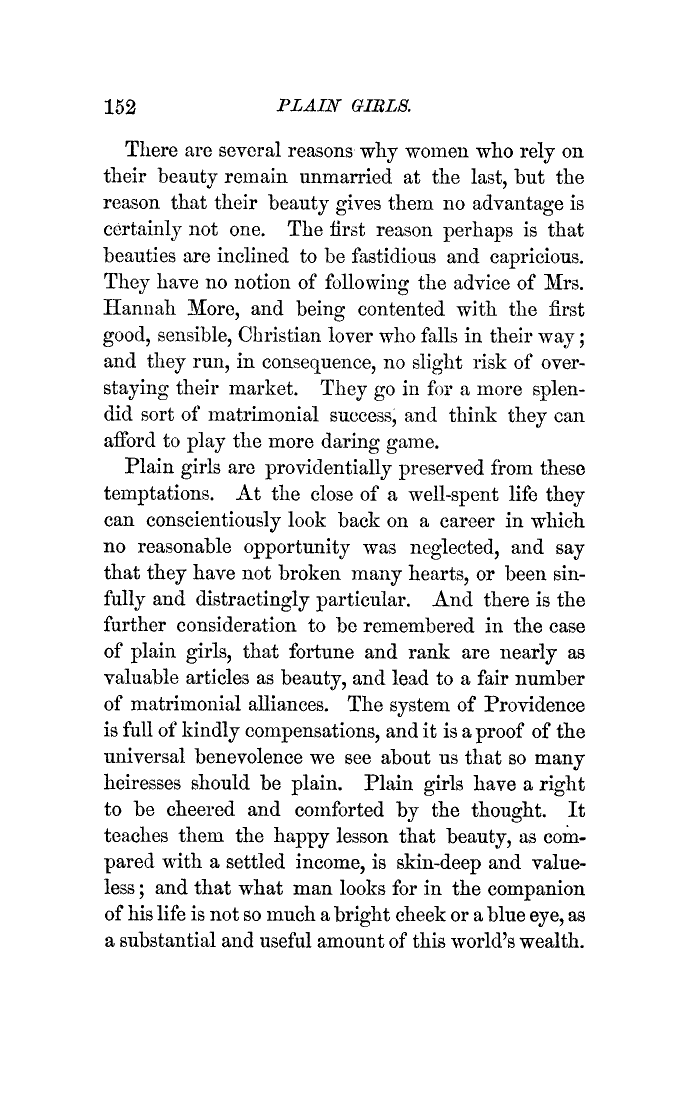 152 PLAIN GIRLS.
There are several reasons why women who rely on
their beauty remain unmarried at the last, but the
reason that their beauty gives them no advantage is
certainly not one. The first reason perhaps is that
beauties are inclined to be fastidious and capricious.
They have no notion of following the advice of Mrs.
Hannah More, and being contented with the first
good, sensible, Christian lover who falls in their way;
and they run, in consequence, no slight risk of over-
staying their market. They go in for a more splen-
did sort of matrimonial success, and think they can
afford to play the more daring game.
Plain girls are providentially preserved from these
temptations. At the close of a well-spent life they
can conscientiously look back on a career in which
no reasonable opportunity was neglected, and say
that they have not broken many hearts, or been sin-
fully and distractingly particular. And there is the
further consideration to be remembered in the case
of plain girls, that fortune and rank are nearly as
valuable articles as beauty, and lead to a fair number
of matrimonial alliances. The system of Providence
is full of kindly compensations, and it is a proof of the
universal benevolence we see about us that so many
heiresses should be plain. Plain girls have a right
to be cheered and comforted by the thought. It
teaches them the happy lesson that beauty, as com-
pared with a settled income, is skin-deep and value-
less; and that what man looks for in the companion
of his life is not so much a bright cheek or a blue eye, as
a substantial and useful amount of this world's wealth.